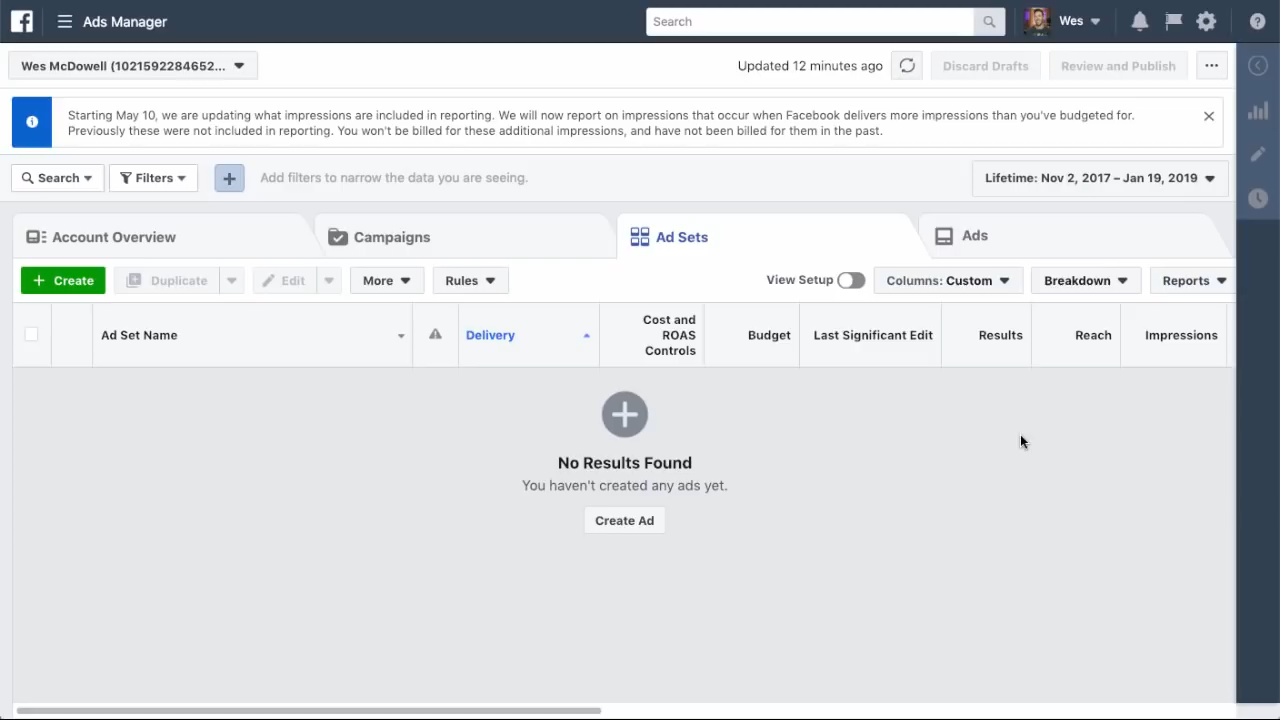 Ads Manager
Search
Wes
Wes McDowell (1021592284652...
Updated 12 minutes ago
Discard Drafts
Review and Publish
Starting May 10, we are updating what impressions are included in reporting. We will now report on impressions that occur when Facebook delivers more impressions than you've budgeted for.
Previously these were not included in reporting. You won't be billed for these additional impressions, and have not been billed for them in the past.
Search
Filters
Add filters to narrow the data you are seeing.
Lifetime: Nov 2, 2017 – Jan 19, 2019
Account Overview
Campaigns
Ad Sets
Ads
+ Create
Duplicate
Edit
More
Rules
View Setup
Columns: Custom
Breakdown
Reports
Ad Set Name
Delivery
Cost and
ROAS
Controls
Budget
Last Significant Edit
Results
Reach
Impressions
No Results Found
You haven't created any ads yet.
Create Ad